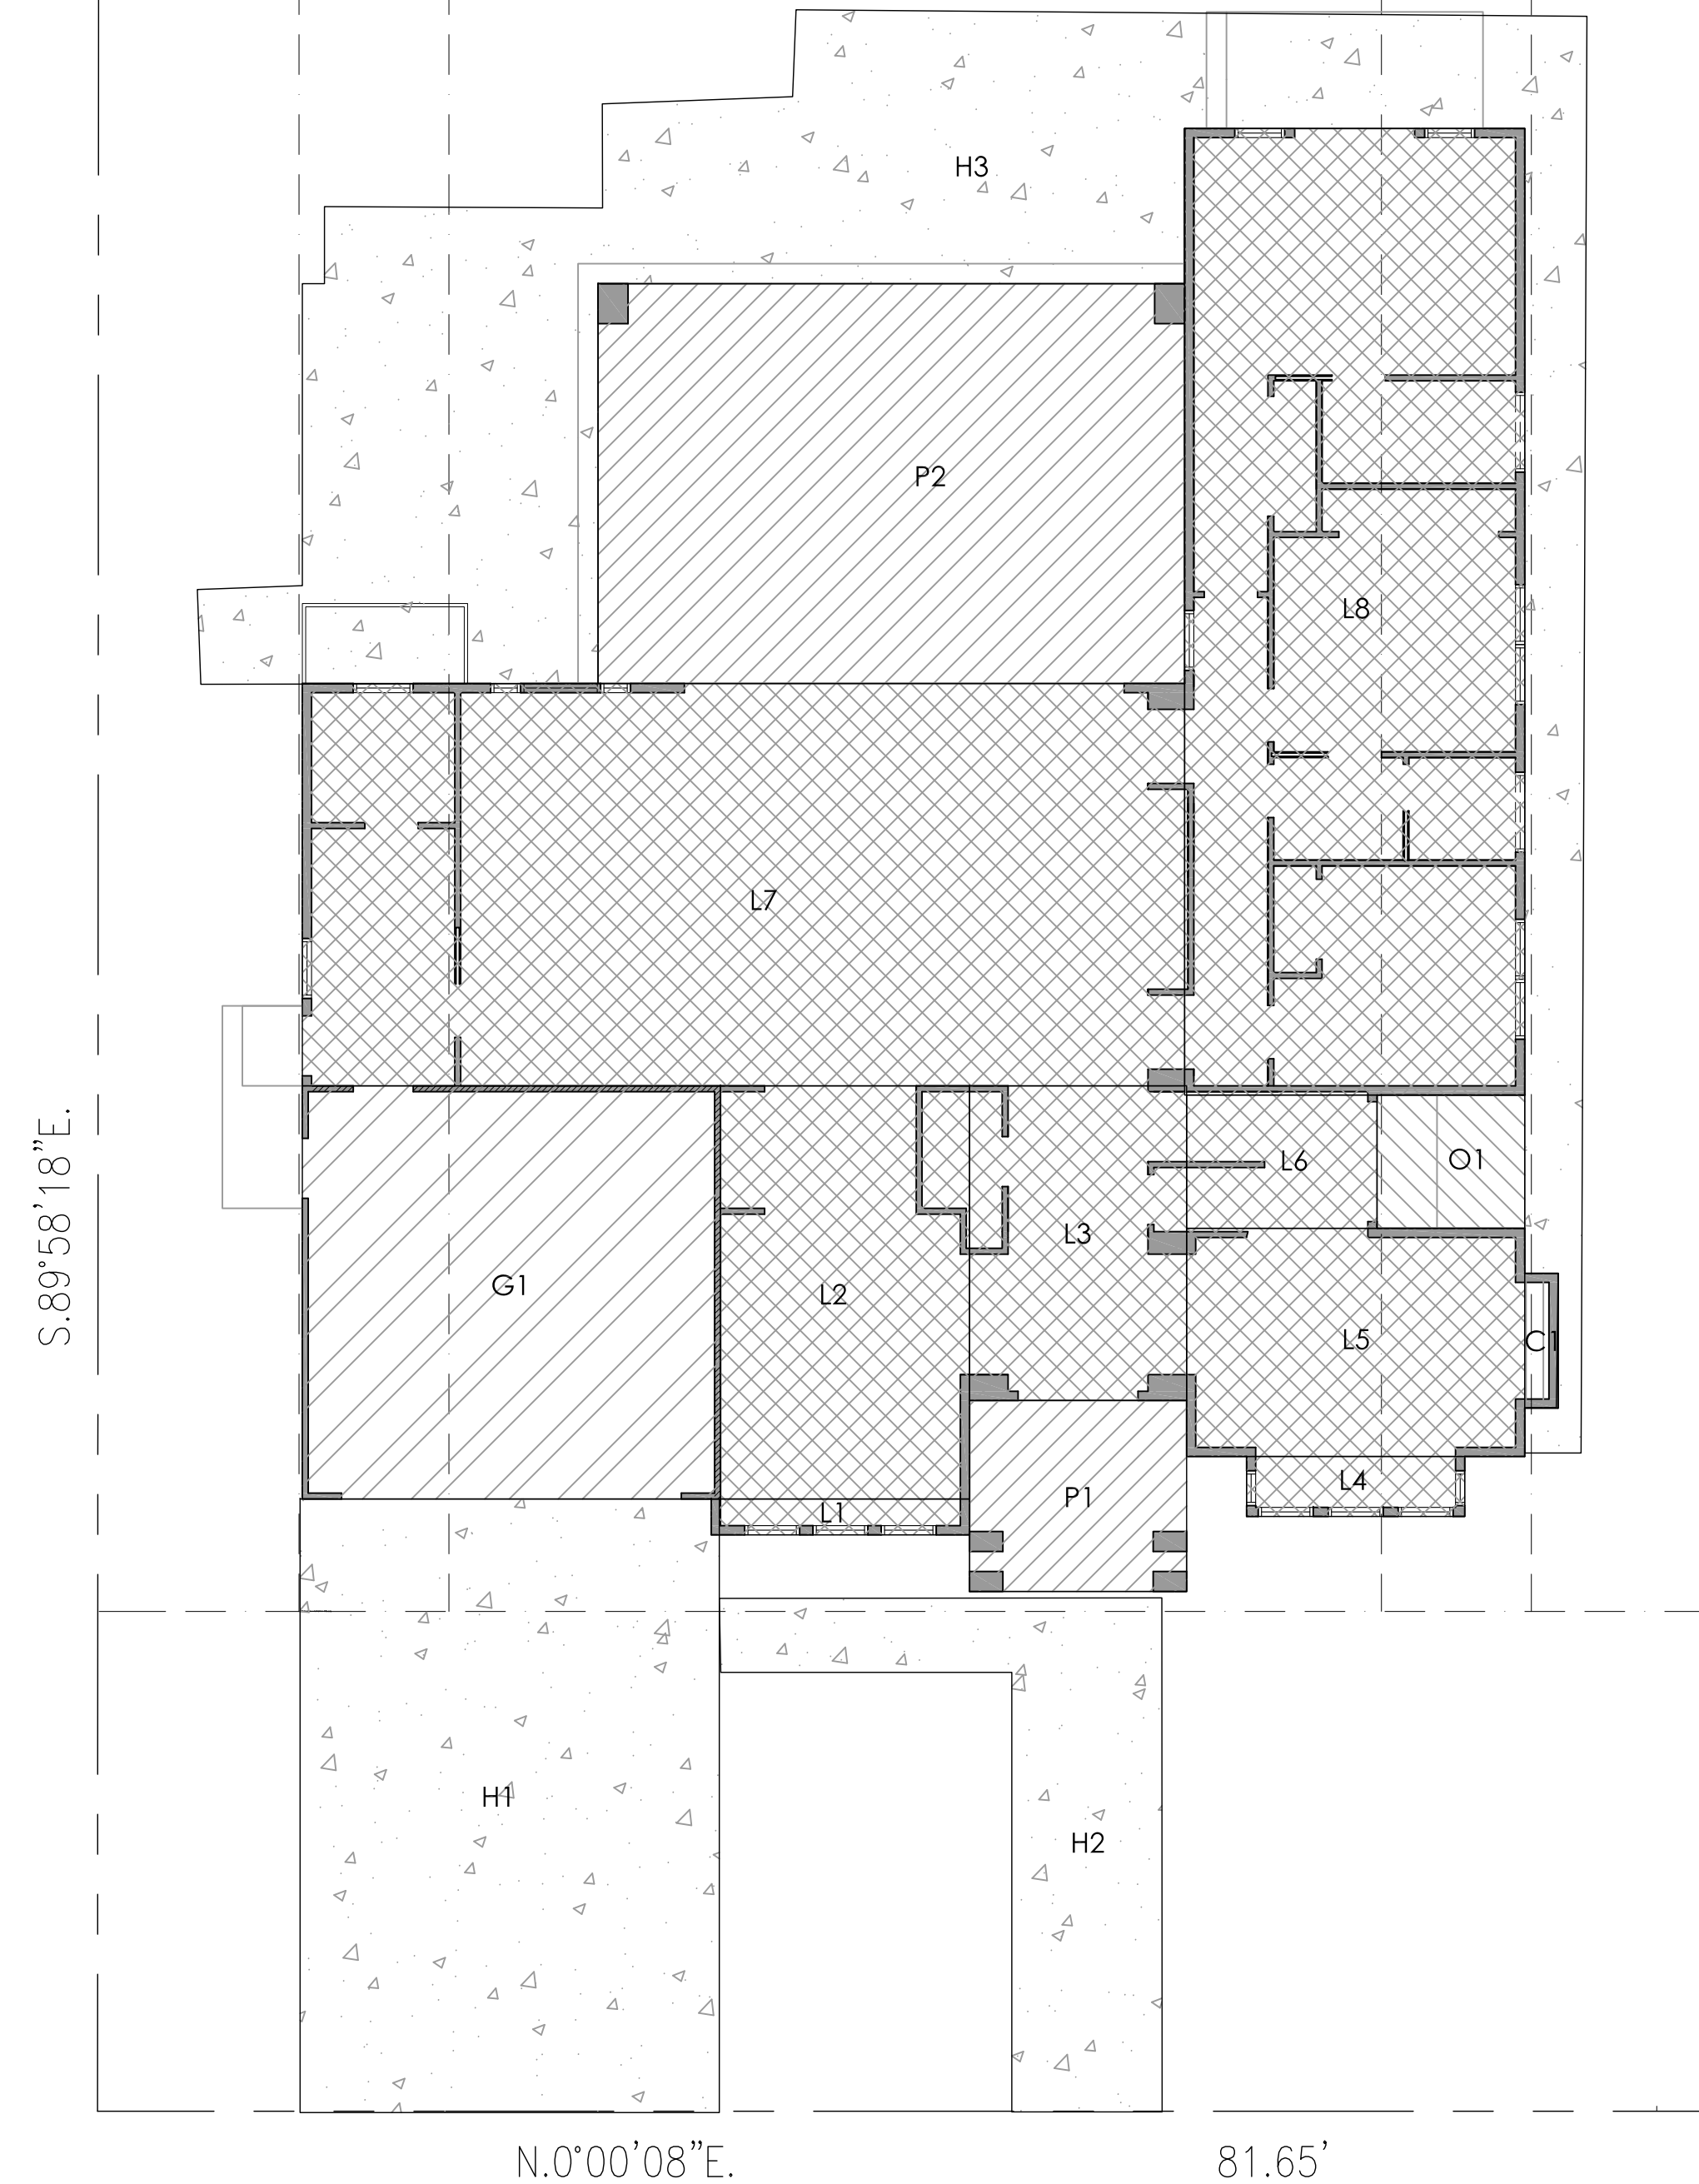 H3
P2
L8
L7
L6
O1
L3
G1
L2
L5
C1
L4
P1
L1
H1
H2
S.89°58'18"E.
N.0°00'08"E.
81.65'